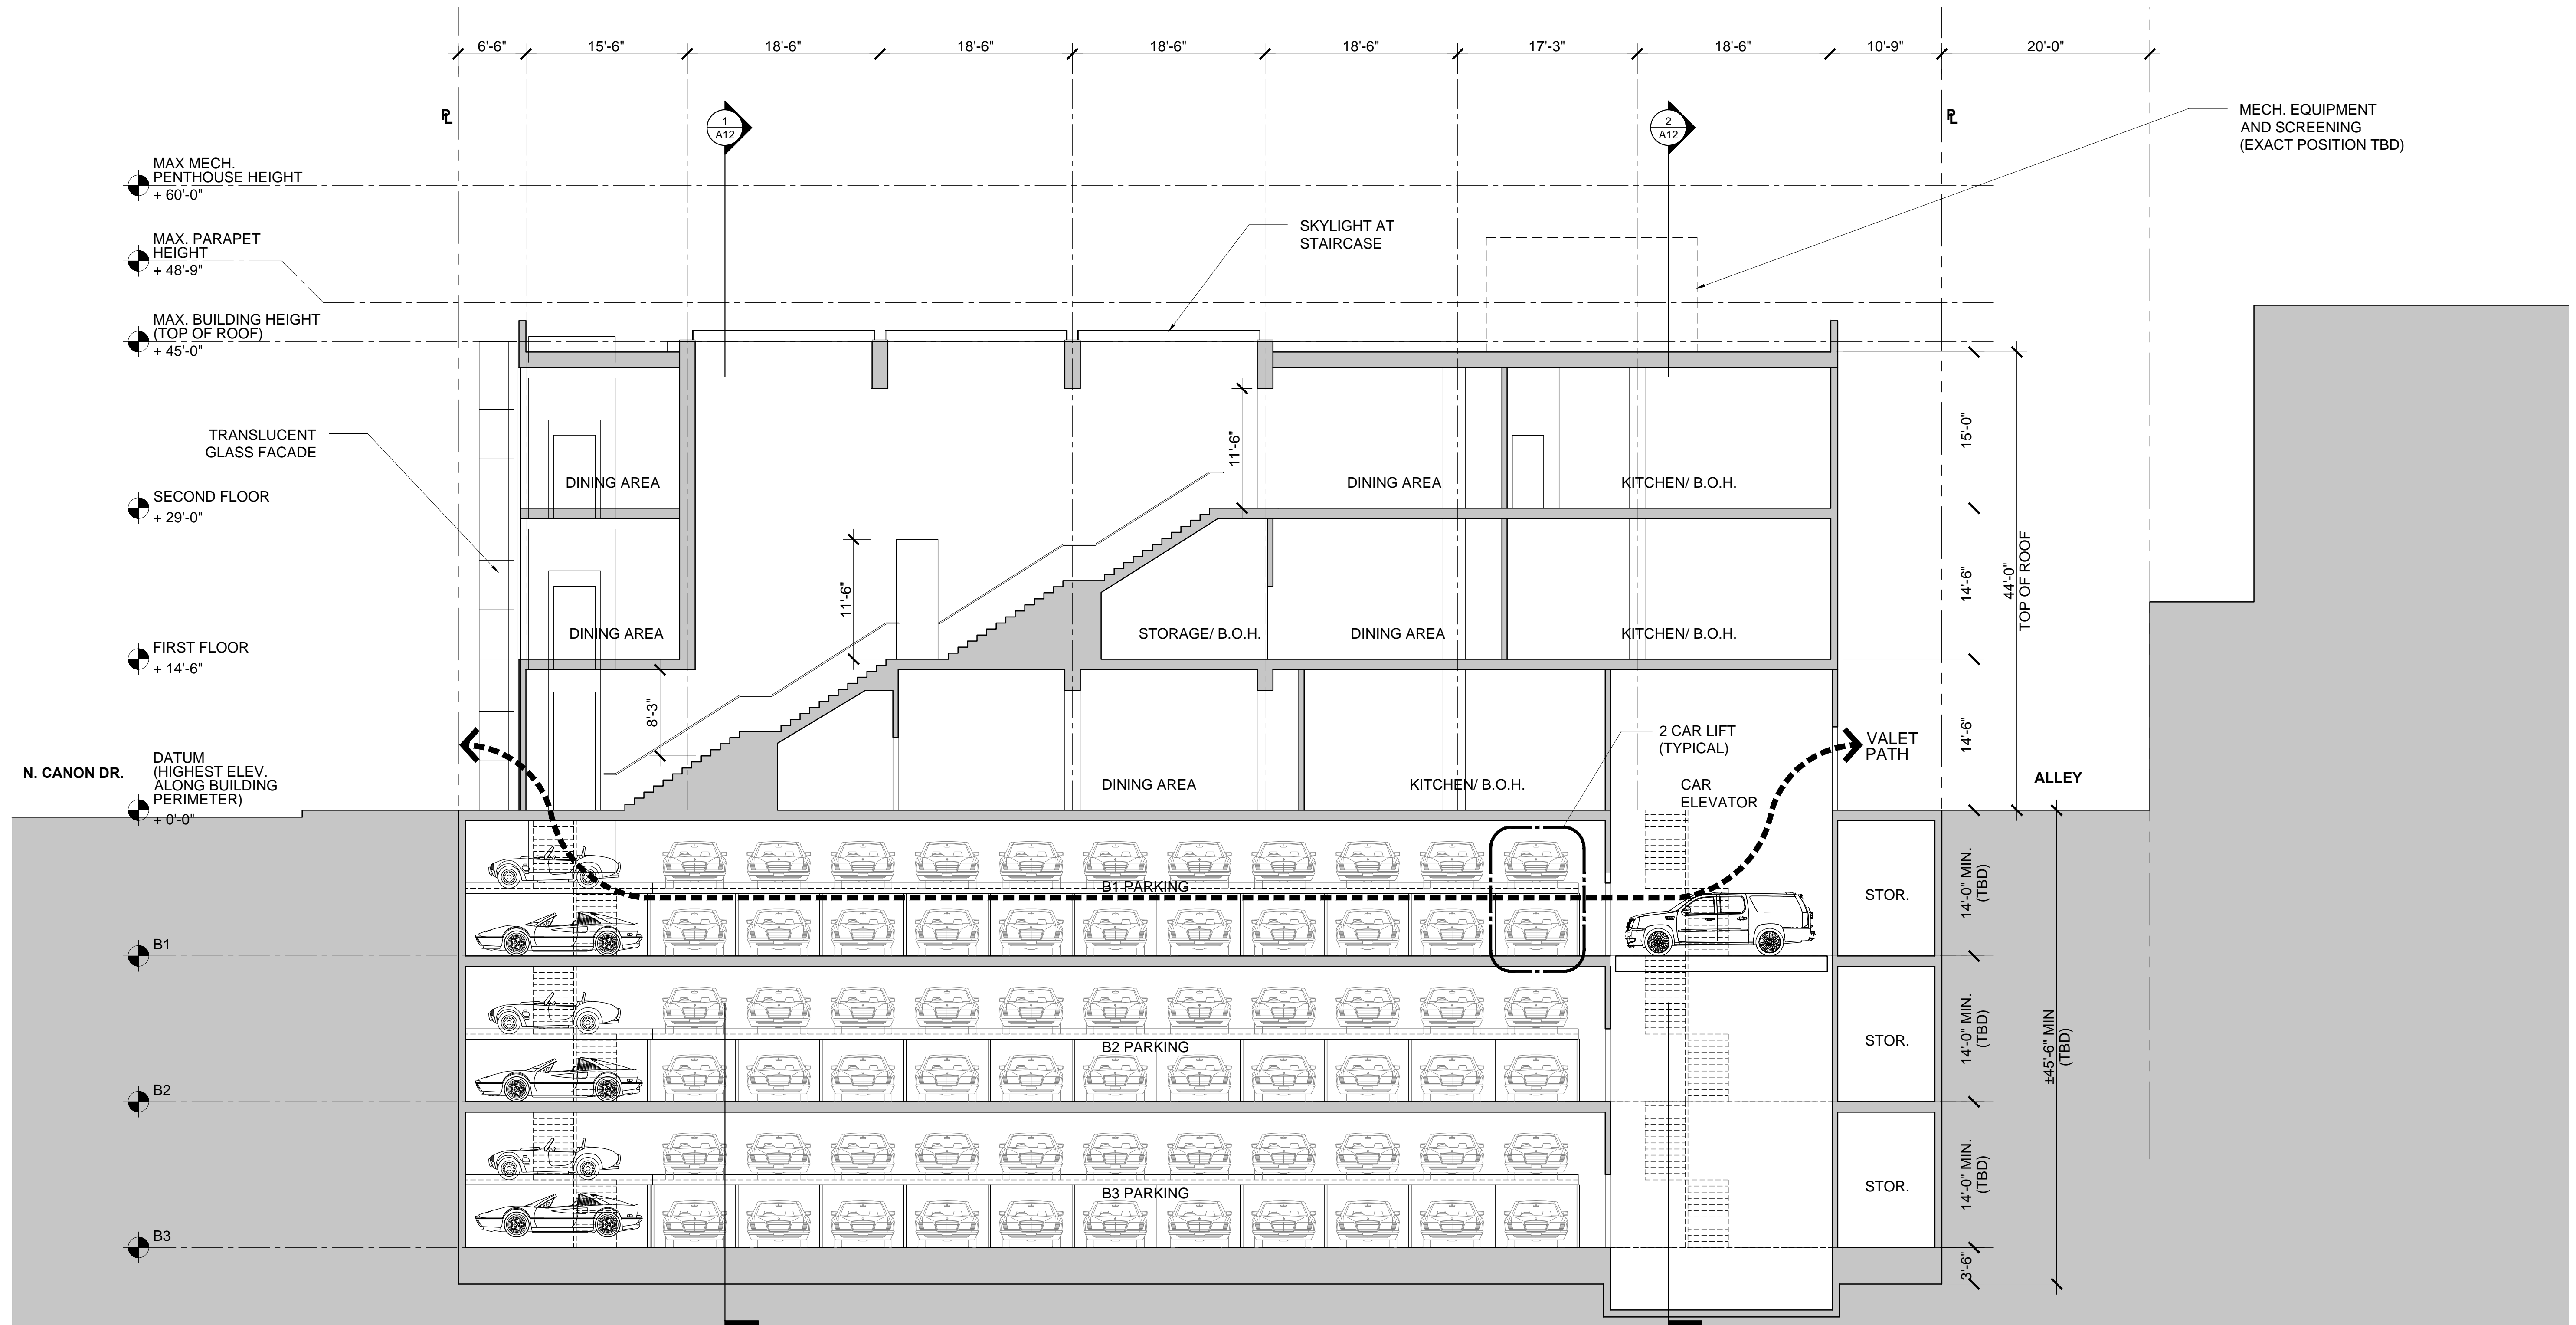 6'-6" 15'-6" 18'-6" 18'-6" 18'-6" 18'-6" 17'-3" 18'-6" 10'-9" 20'-0"
PL
PL
1
A12
2
A12
MECH. EQUIPMENT
AND SCREENING
(EXACT POSITION TBD)
MAX MECH.
PENTHOUSE HEIGHT
+ 60'-0"
MAX. PARAPET
HEIGHT
+ 48'-9"
SKYLIGHT AT
STAIRCASE
MAX. BUILDING HEIGHT
(TOP OF ROOF)
+ 45'-0"
TRANSLUCENT
GLASS FACADE
11'-6"
15'-0"
DINING AREA
DINING AREA
KITCHEN/ B.O.H.
SECOND FLOOR
+ 29'-0"
11'-6"
14'-6"
44'-0"
TOP OF ROOF
DINING AREA
STORAGE/ B.O.H.
DINING AREA
KITCHEN/ B.O.H.
FIRST FLOOR
+ 14'-6"
8'-3"
14'-6"
2 CAR LIFT
(TYPICAL)
VALET
PATH
N. CANON DR.
DATUM
(HIGHEST ELEV.
ALONG BUILDING
PERIMETER)
+ 0'-0"
DINING AREA
KITCHEN/ B.O.H.
CAR
ELEVATOR
ALLEY
B1 PARKING
STOR.
14'-0" MIN.
(TBD)
B1
B2 PARKING
STOR.
14'-0" MIN.
(TBD)
±45'-6" MIN
(TBD)
B2
B3 PARKING
STOR.
14'-0" MIN.
(TBD)
B3
3'-6"